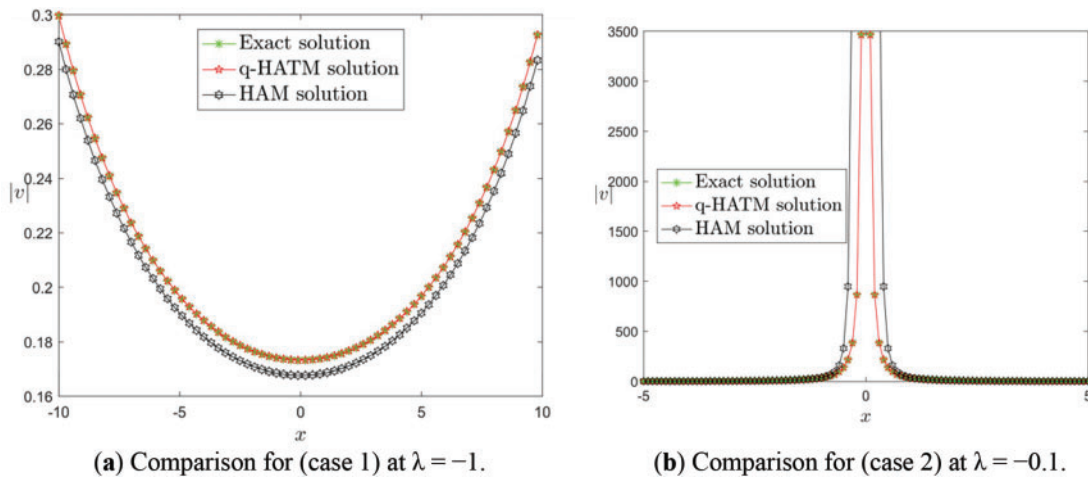 0.3
0.28
0.26
0.24
|v|
0.22
0.2
0.18
0.16
-10
-5
0
5
10
x
Exact solution
q-HATM solution
HAM solution
(a) Comparison for (case 1) at λ = −1.
3500
3000
2500
2000
|v|
1500
1000
500
0
-5
0
5
x
Exact solution
q-HATM solution
HAM solution
(b) Comparison for (case 2) at λ = −0.1.